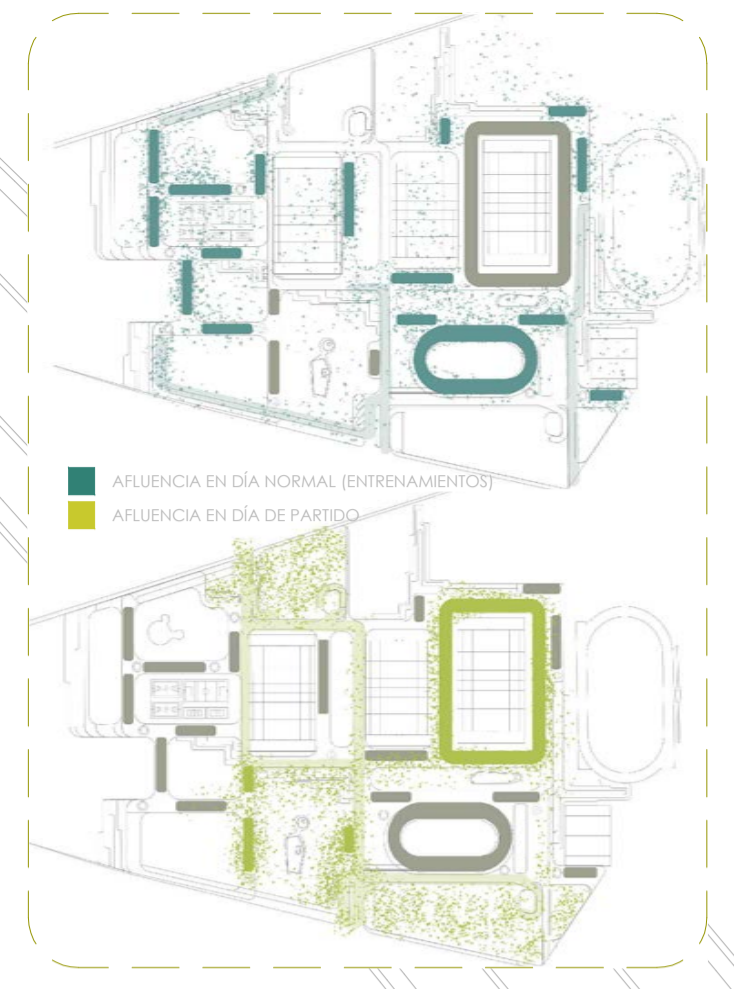 AFLUENCIA EN DÍA NORMAL (ENTRENAMIENTOS)
AFLUENCIA EN DÍA DE PARTIDO